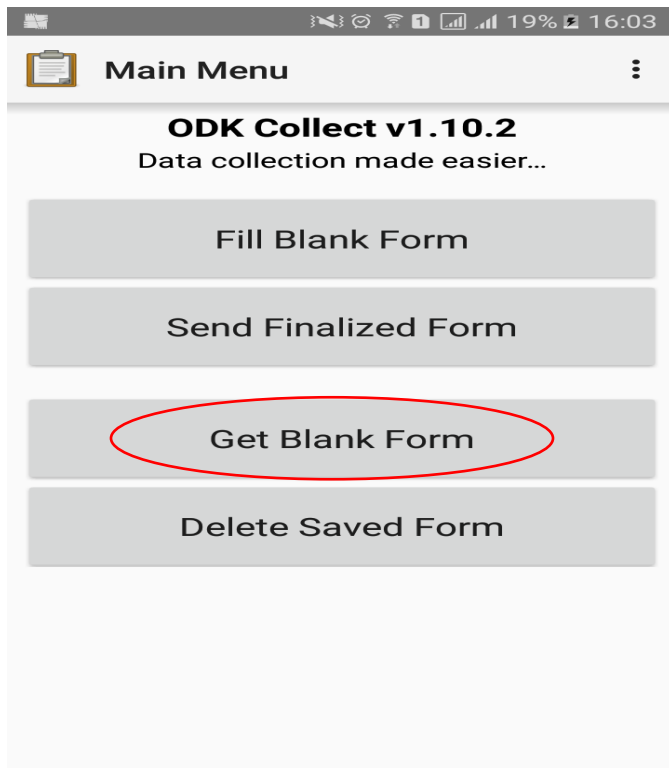 1 19% 16:03
Main Menu
ODK Collect v1.10.2
Data collection made easier...
Fill Blank Form
Send Finalized Form
Get Blank Form
Delete Saved Form